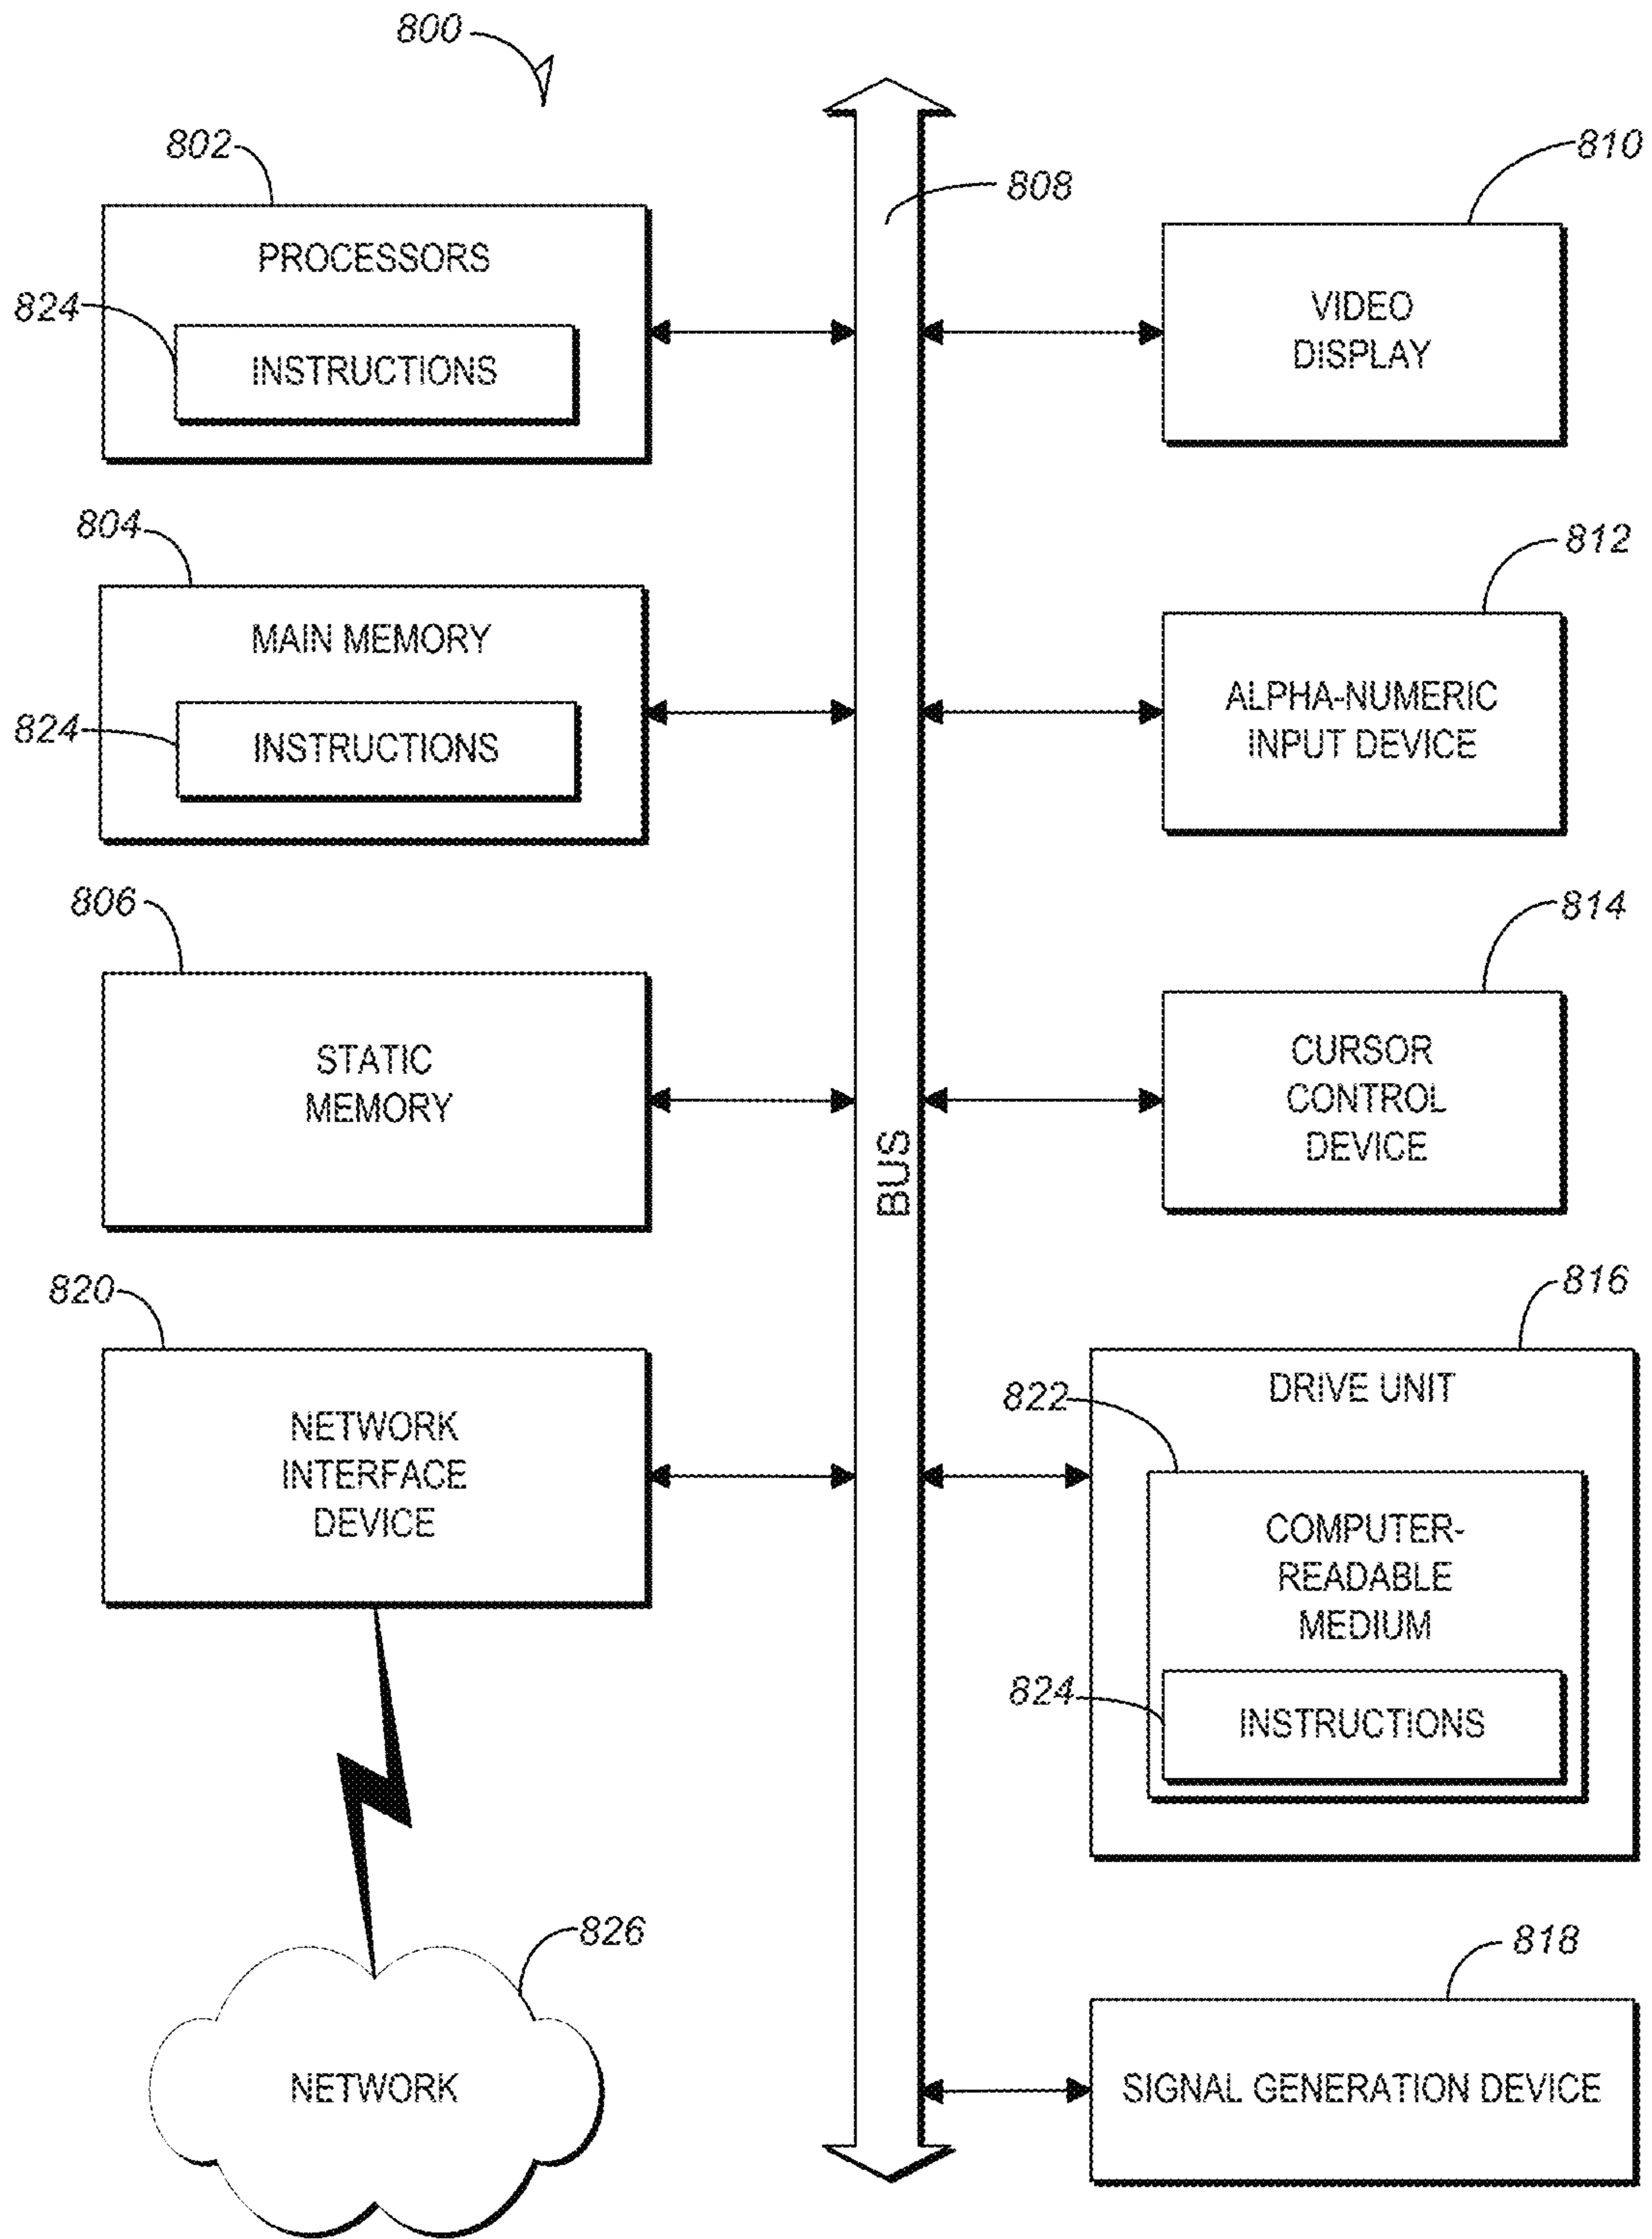 800
802
PROCESSORS
824
INSTRUCTIONS
804
MAIN MEMORY
824
INSTRUCTIONS
806
STATIC
MEMORY
820
NETWORK
INTERFACE
DEVICE
826
NETWORK
808
BUS
810
VIDEO
DISPLAY
812
ALPHA-NUMERIC
INPUT DEVICE
814
CURSOR
CONTROL
DEVICE
816
DRIVE UNIT
822
COMPUTER-
READABLE
MEDIUM
824
INSTRUCTIONS
818
SIGNAL GENERATION DEVICE